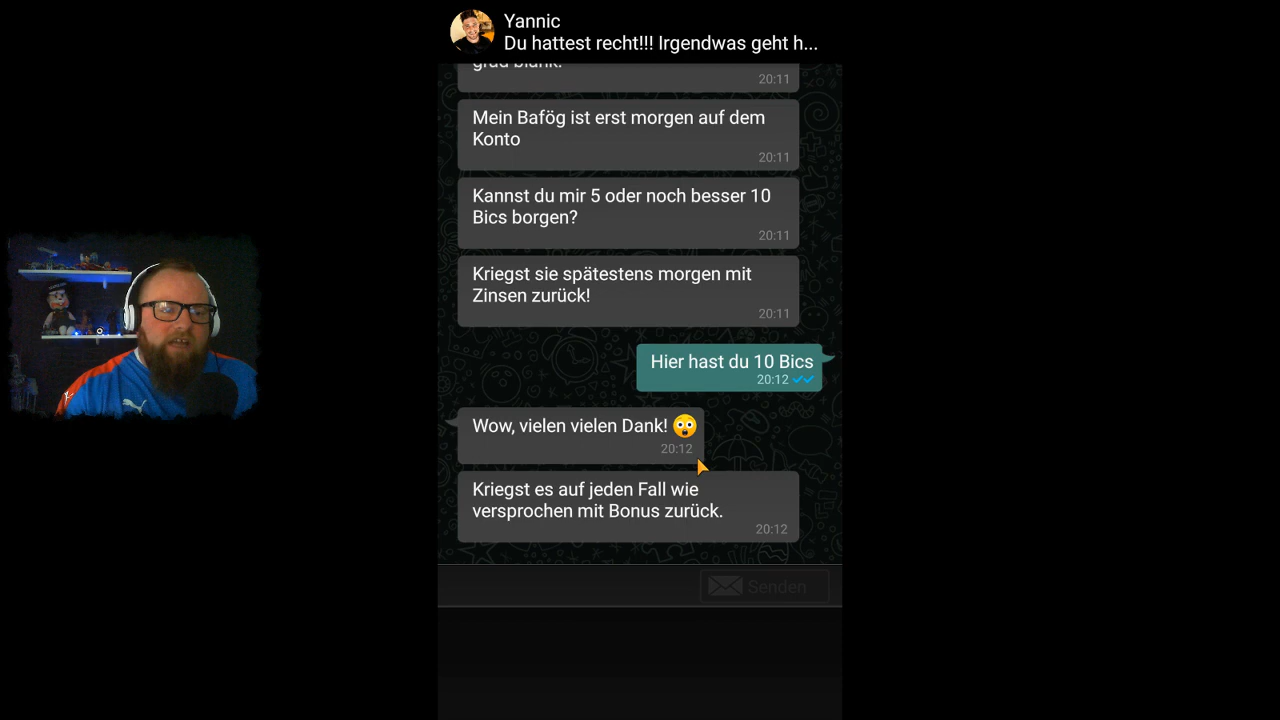 Yannic
Du hattest recht!!! Irgendwas geht h...
grad blank.
20:11
Mein Bafög ist erst morgen auf dem
Konto
20:11
Kannst du mir 5 oder noch besser 10
Bics borgen?
20:11
Kriegst sie spätestens morgen mit
Zinsen zurück!
20:11
Hier hast du 10 Bics
20:12
Wow, vielen vielen Dank! 😲
20:12
Kriegst es auf jeden Fall wie
versprochen mit Bonus zurück.
20:12
Senden